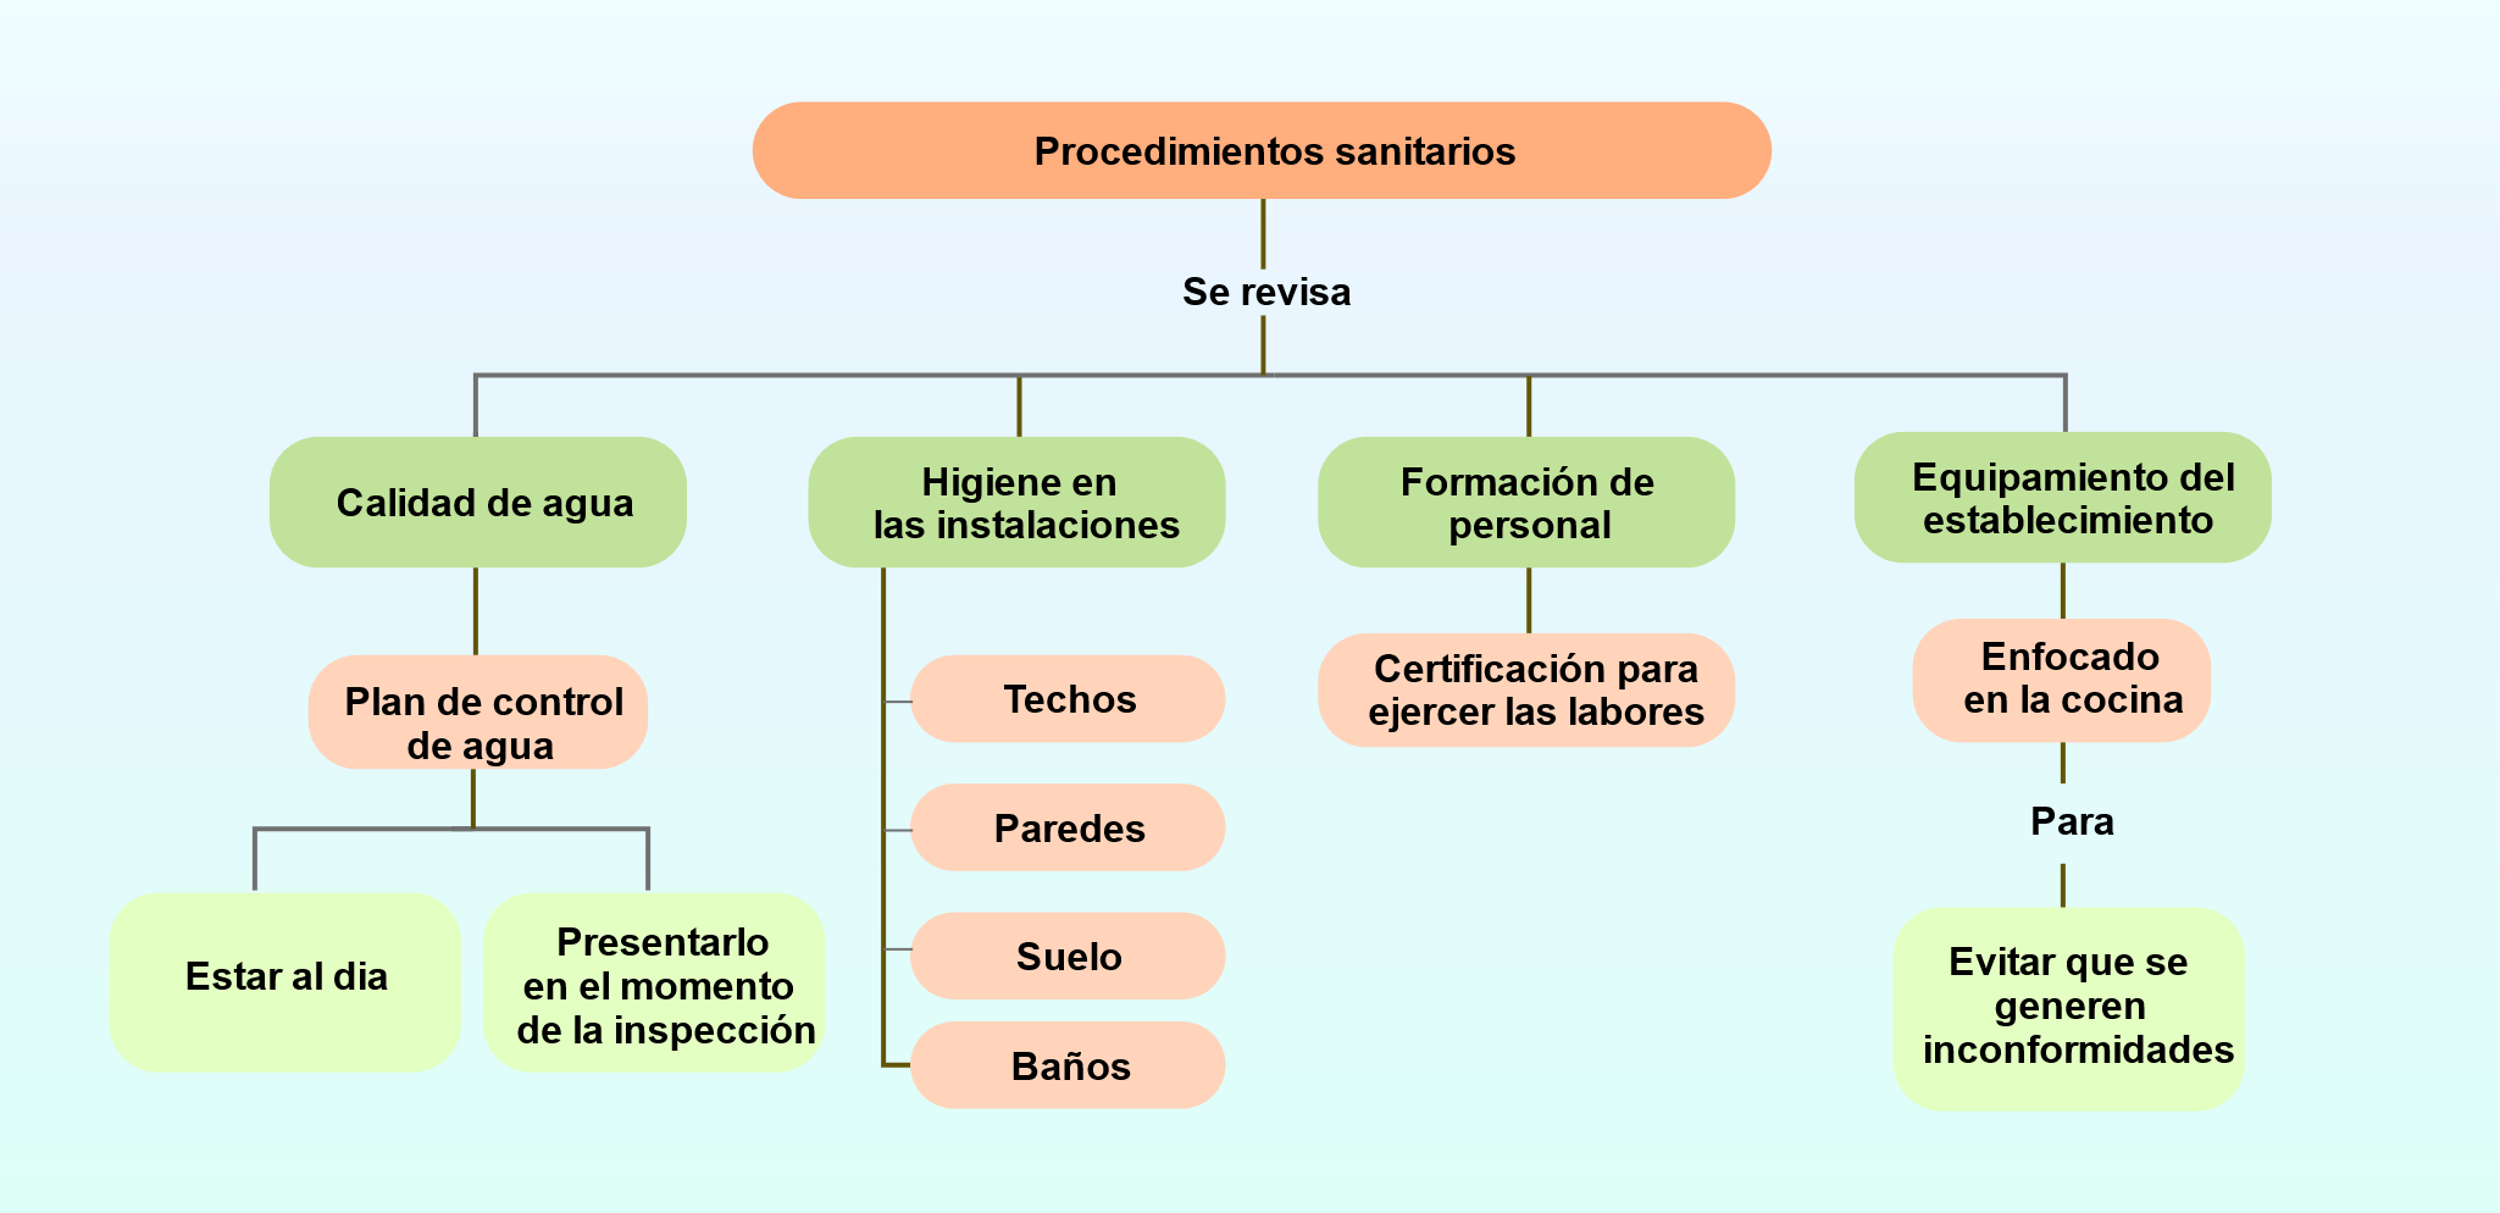 Procedimientos sanitarios
Se revisa
Calidad de agua
Higiene en
las instalaciones
Formación de
personal
Equipamiento del
establecimiento
Plan de control
de agua
Techos
Paredes
Suelo
Baños
Certificación para
ejercer las labores
Enfocado
en la cocina
Para
Estar al dia
Presentarlo
en el momento
de la inspección
Evitar que se
generen
inconformidades